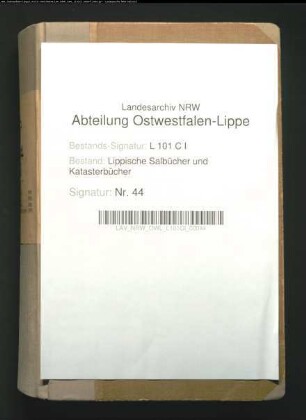 Landesarchiv NRW
Abteilung Ostwestfalen-Lippe
Bestands-Signatur: L 101 C I
Bestand: Lippische Salbücher und
Katasterbücher
Signatur: Nr. 44